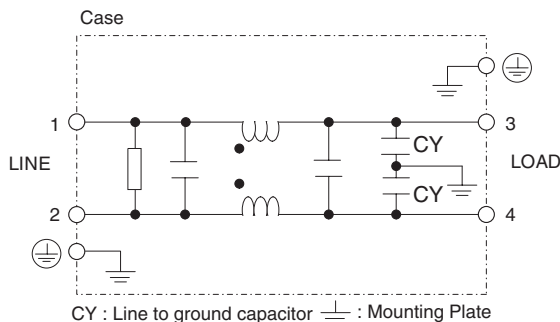 Case
1
3
CY
LINE
LOAD
CY
2
4
CY : Line to ground capacitor : Mounting Plate